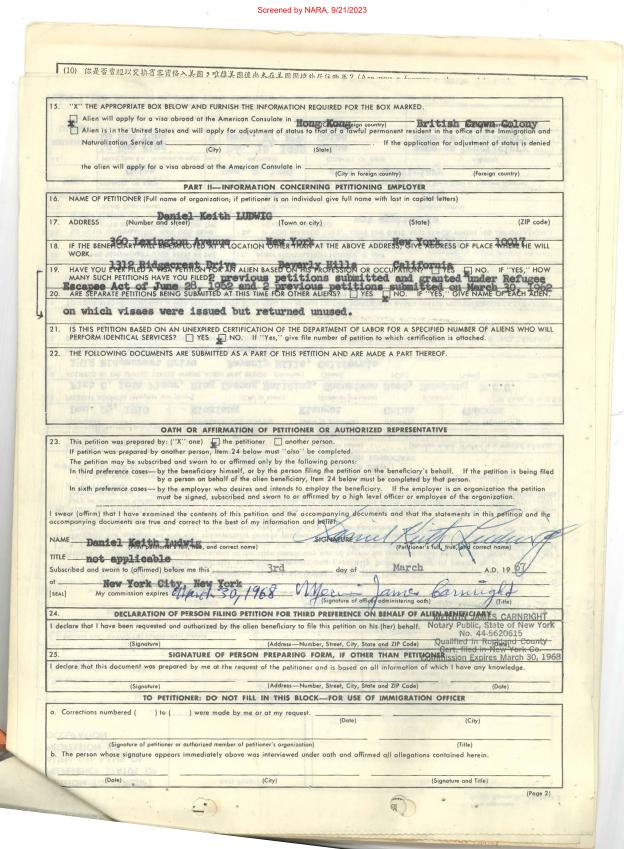 Screened by NARA, 9/21/2023
15. "X" THE APPROPRIATE BOX BELOW AND FURNISH THE INFORMATION REQUIRED FOR THE BOX MARKED.
x Alien will apply for a visa abroad at the American Consulate in Hong Kong British Crown Colony
Alien is in the United States and will apply for adjustment of status to that of a lawful permanent resident in the office of the Immigration and
Naturalization Service at . If the application for adjustment of status is denied
(City) (State)
the alien will apply for a visa abroad at the American Consulate in
(City in foreign country) (Foreign country)
PART II—INFORMATION CONCERNING PETITIONING EMPLOYER
16. NAME OF PETITIONER (Full name of organization; if petitioner is an individual give full name with last in capital letters)
Daniel Keith LUDWIG
17. ADDRESS (Number and street) (Town or city) (State) (ZIP code)
360 Lexington Avenue New York New York 10017
18. IF THE BENEFICIARY WILL BE EMPLOYED AT A LOCATION OTHER THAN AT THE ABOVE ADDRESS, GIVE ADDRESS OF PLACE WHERE HE WILL
WORK.
1312 Ridgecrest Drive Beverly Hills California
19. HAVE YOU EVER FILED A VISA PETITION FOR AN ALIEN BASED ON HIS PROFESSION OR OCCUPATION? YES NO. IF "YES," HOW
MANY SUCH PETITIONS HAVE YOU FILED? 2 previous petitions submitted and granted under Refugee
Escapees Act of June 28, 1962 and 2 previous petitions submitted on March 30, 1962
20. ARE SEPARATE PETITIONS BEING SUBMITTED AT THIS TIME FOR OTHER ALIENS? YES x NO. IF "YES," GIVE NAME OF EACH ALIEN.
on which visaes were issued but returned unused.
21. IS THIS PETITION BASED ON AN UNEXPIRED CERTIFICATION OF THE DEPARTMENT OF LABOR FOR A SPECIFIED NUMBER OF ALIENS WHO WILL
PERFORM IDENTICAL SERVICES? YES x NO. If "Yes," give file number of petition to which certification is attached.
22. THE FOLLOWING DOCUMENTS ARE SUBMITTED AS A PART OF THIS PETITION AND ARE MADE A PART THEREOF.
OATH OR AFFIRMATION OF PETITIONER OR AUTHORIZED REPRESENTATIVE
23. This petition was prepared by: ("X" one) x the petitioner another person.
If petition was prepared by another person, Item 24 below must "also" be completed.
The petition may be subscribed and sworn to or affirmed only by the following persons:
In third preference cases—by the beneficiary himself, or by the person filing the petition on the beneficiary's behalf. If the petition is being filed
by a person on behalf of the alien beneficiary, Item 24 below must be completed by that person.
In sixth preference cases—by the employer who desires and intends to employ the beneficiary. If the employer is an organization the petition
must be signed, subscribed and sworn to or affirmed by a high level officer or employee of the organization.
I swear (affirm) that I have examined the contents of this petition and the accompanying documents and that the statements in this petition and the
accompanying documents are true and correct to the best of my information and belief.
NAME Daniel Keith Ludwig SIGNATURE Daniel Keith Ludwig
(Print petitioner's full, true, and correct name) (Petitioner's full, true, and correct name)
TITLE not applicable
Subscribed and sworn to (affirmed) before me this 3rd day of March A.D. 19 67
at New York City, New York
[SEAL] My commission expires March 30, 1968 James Carnright
(Signature of officer administering oath) (Title)
24. DECLARATION OF PERSON FILING PETITION FOR THIRD PREFERENCE ON BEHALF OF ALIEN BENEFICIARY
I declare that I have been requested and authorized by the alien beneficiary to file this petition on his (her) behalf.
(Signature) (Address—Number, Street, City, State and ZIP Code)
JAMES CARNRIGHT
Notary Public, State of New York
No. 44-5620615
Qualified in Rockland County
Cert. filed in New York Co.
Commission Expires March 30, 1968
25. SIGNATURE OF PERSON PREPARING FORM, IF OTHER THAN PETITIONER
I declare that this document was prepared by me at the request of the petitioner and is based on all information of which I have any knowledge.
(Signature) (Address—Number, Street, City, State and ZIP Code) (Date)
TO PETITIONER: DO NOT FILL IN THIS BLOCK—FOR USE OF IMMIGRATION OFFICER
a. Corrections numbered ( ) to ( ) were made by me or at my request.
(Date) (City)
(Signature of petitioner or authorized member of petitioner's organization) (Title)
b. The person whose signature appears immediately above was interviewed under oath and affirmed all allegations contained herein.
(Date) (City) (Signature and Title)
(Page 2)